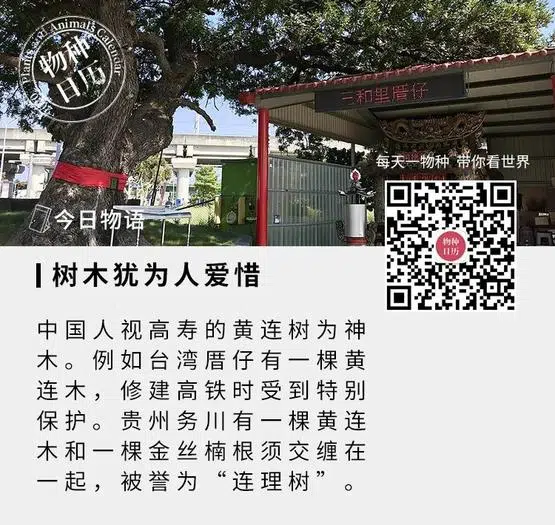 Plants and Animals Calendar
物种
日历
三和里厝仔
每天一物种 带你看世界
物种
日历
今日物语
树木犹为人爱惜
中国人视高寿的黄连树为神
木。例如台湾厝仔有一棵黄
连木，修建高铁时受到特别
保护。贵州务川有一棵黄连
木和一棵金丝楠根须交缠在
一起，被誉为“连理树”。